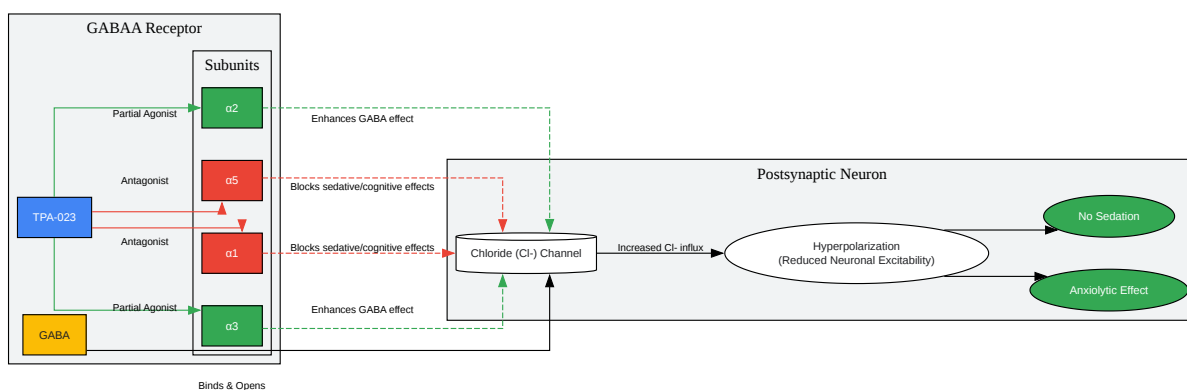 GABAA Receptor
Subunits
α2
Partial Agonist
Enhances GABA effect
α5
Antagonist
Blocks sedative/cognitive effects
TPA-023
Antagonist
α1
Blocks sedative/cognitive effects
Partial Agonist
α3
Enhances GABA effect
GABA
Binds & Opens
Postsynaptic Neuron
Chloride (Cl-) Channel
Increased Cl- influx
Hyperpolarization
(Reduced Neuronal Excitability)
No Sedation
Anxiolytic Effect